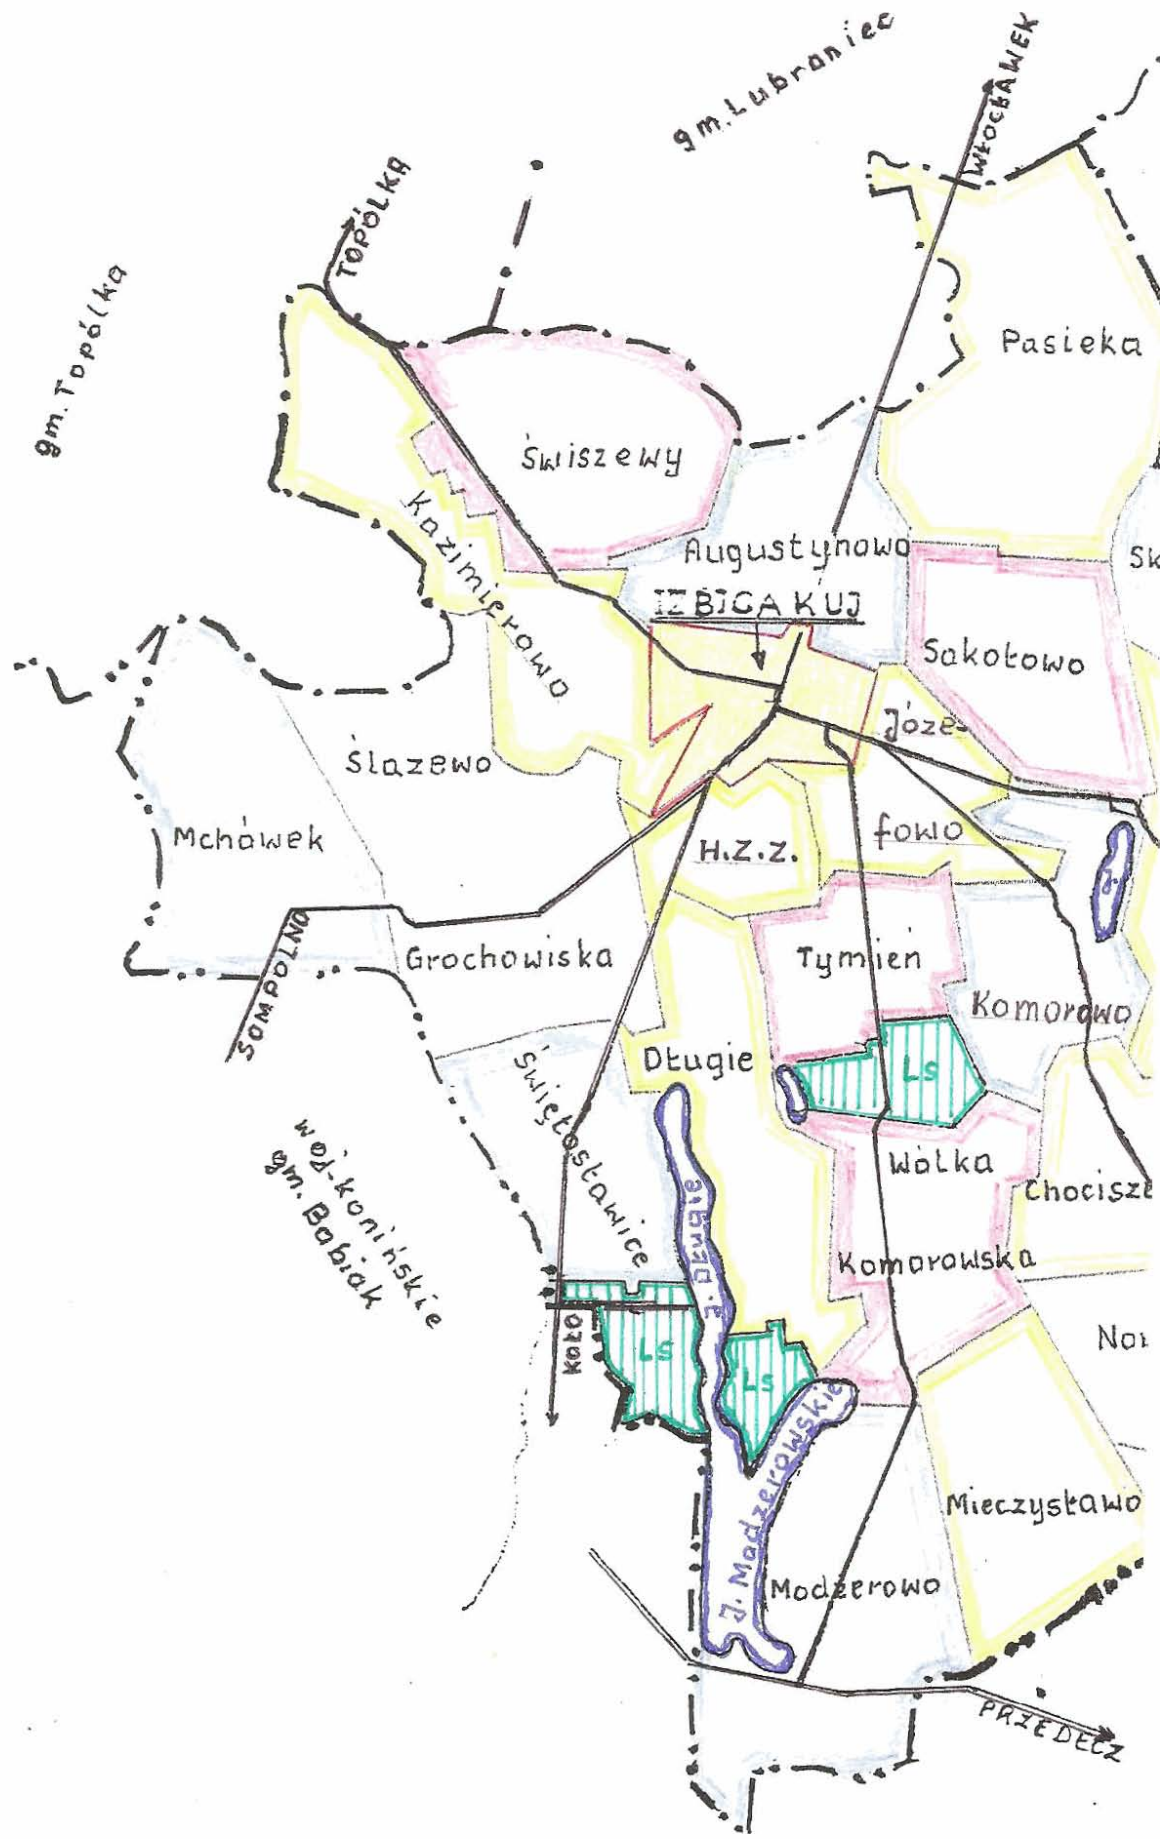 gm. Lubraniec
WŁOCŁAWEK
TOPÓLKA
gm. Topólka
Pasieka
Świszewy
Kazimierowo
Augustynowo
Sk
IZBICA KUJ
Sakołowo
Józe-
fowo
Ślazewo
Mchówek
H.Z.Z.
J.
SOMPOLNO
Grochowiska
Tymień
Komorowo
Świętosławice
Długie
Ls
woj. konińskie
gm. Babiak
J. Długie
Wólka
Komorowska
Chocisze
KOŁO
Ls
Ls
Now
J. Modzerowskie
Mieczysławo
Modzerowo
PRZEDECZ